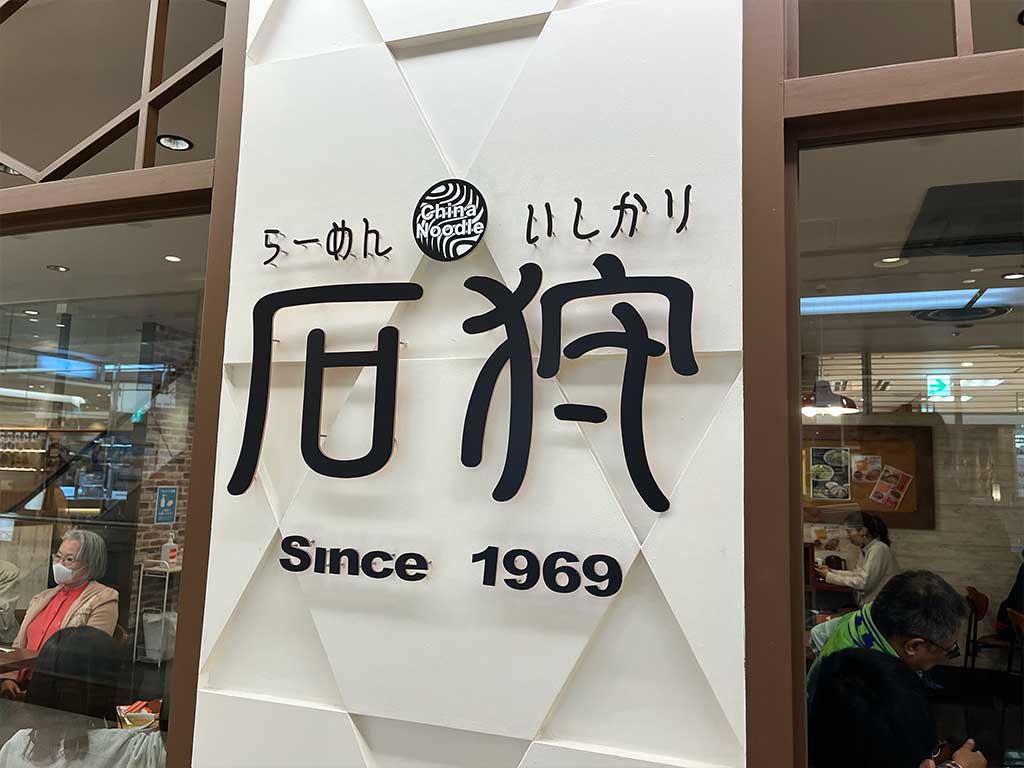 らーめん
China
Noodle
いしかり
石狩
Since 1969